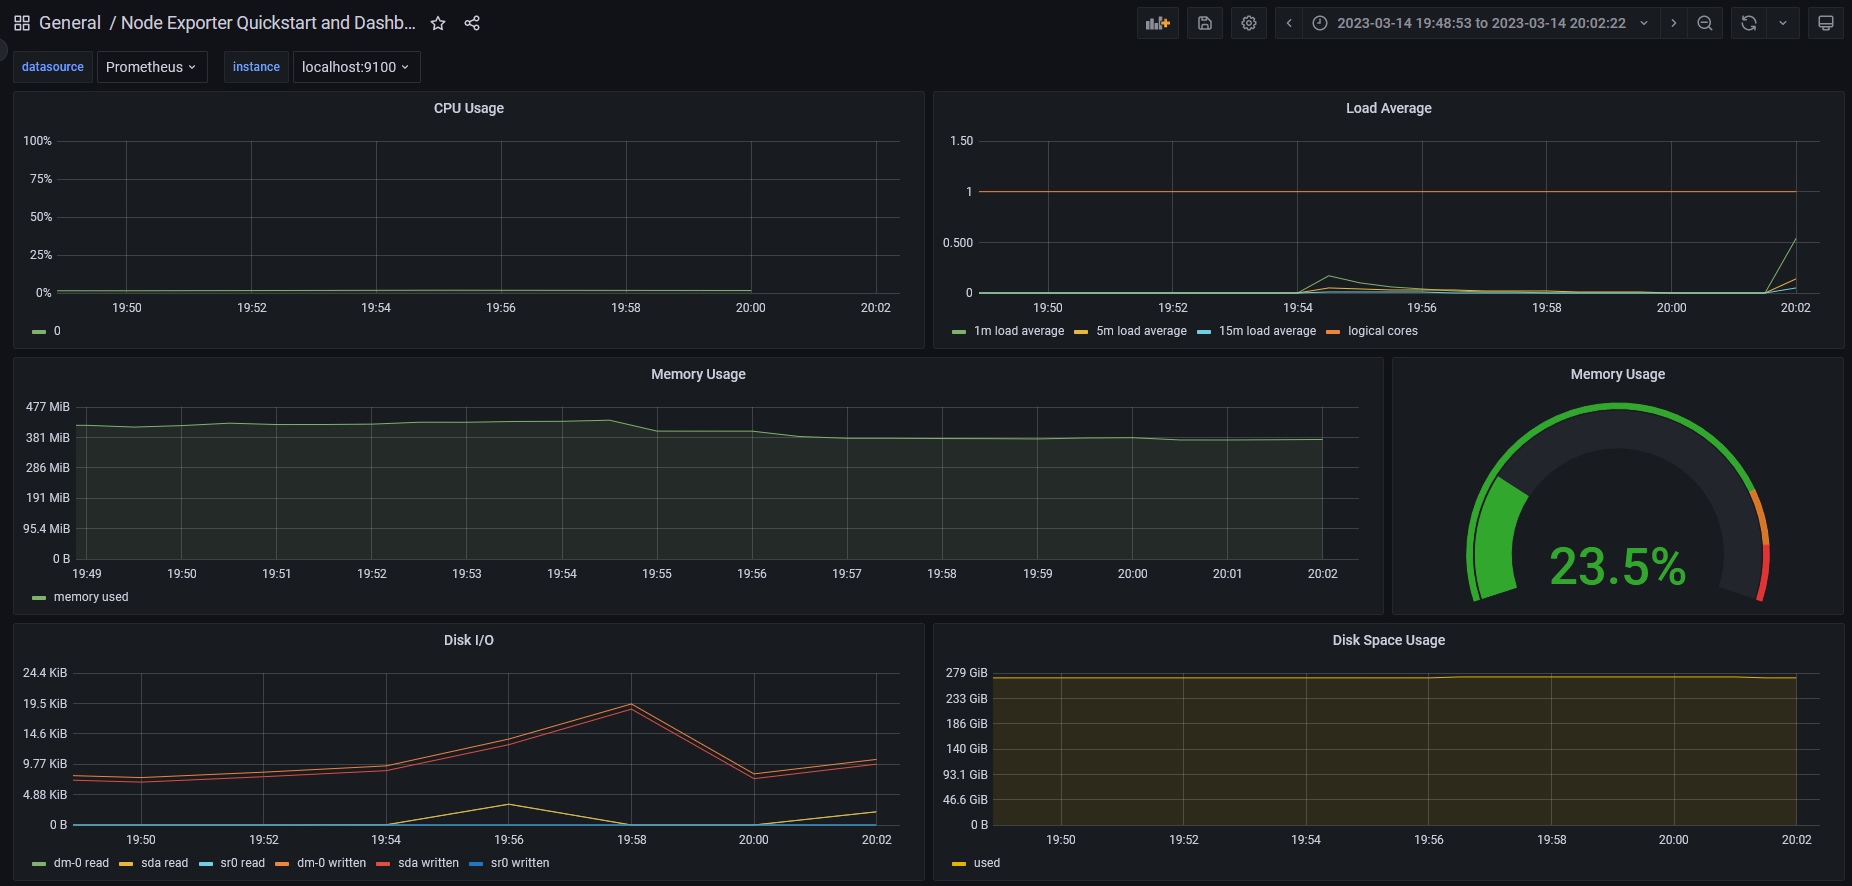 General / Node Exporter Quickstart and Dashb...
2023-03-14 19:48:53 to 2023-03-14 20:02:22
datasource Prometheus instance localhost:9100
CPU Usage
100%
75%
50%
25%
0%
19:50 19:52 19:54 19:56 19:58 20:00 20:02
0
Load Average
1.50
1
0.500
0
19:50 19:52 19:54 19:56 19:58 20:00 20:02
1m load average 5m load average 15m load average logical cores
Memory Usage
477 MiB
381 MiB
286 MiB
191 MiB
95.4 MiB
0 B
19:49 19:50 19:51 19:52 19:53 19:54 19:55 19:56 19:57 19:58 19:59 20:00 20:01 20:02
memory used
Memory Usage
23.5%
Disk I/O
24.4 KiB
19.5 KiB
14.6 KiB
9.77 KiB
4.88 KiB
0 B
19:50 19:52 19:54 19:56 19:58 20:00 20:02
dm-0 read sda read sr0 read dm-0 written sda written sr0 written
Disk Space Usage
279 GiB
233 GiB
186 GiB
140 GiB
93.1 GiB
46.6 GiB
0 B
19:50 19:52 19:54 19:56 19:58 20:00 20:02
used